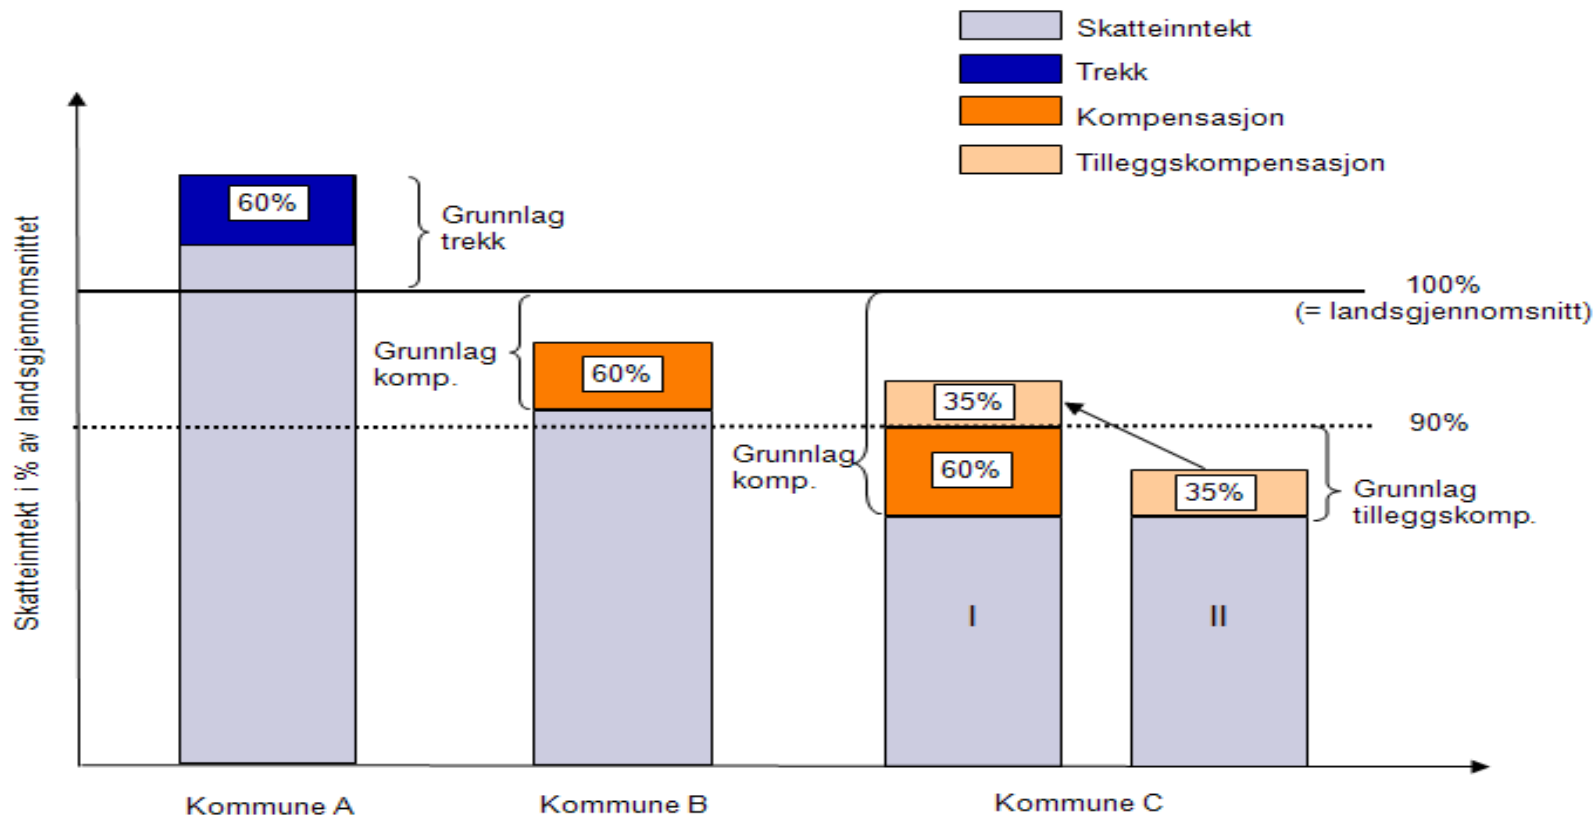 Skatteinntekt
Trekk
Kompensasjon
Tilleggskompensasjon
Skatteinntekt i % av landsgjennomsnittet
60%
Grunnlag
trekk
100%
(= landsgjennomsnitt)
Grunnlag
komp.
60%
35%
90%
Grunnlag
komp.
60%
35%
Grunnlag
tilleggskomp.
I
II
Kommune A
Kommune B
Kommune C